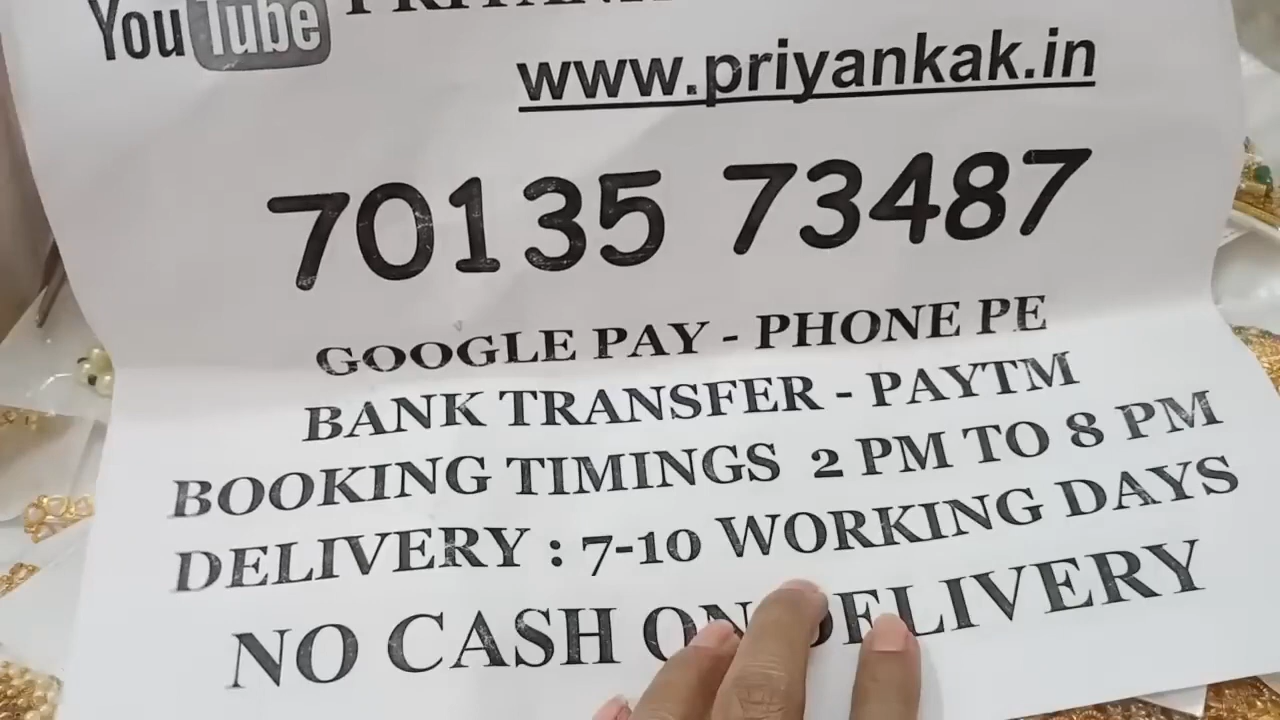 YouTube PRIYANK
www.priyankak.in
70135 73487
GOOGLE PAY - PHONE PE
BANK TRANSFER - PAYTM
BOOKING TIMINGS 2 PM TO 8 PM
DELIVERY : 7-10 WORKING DAYS
NO CASH ON DELIVERY